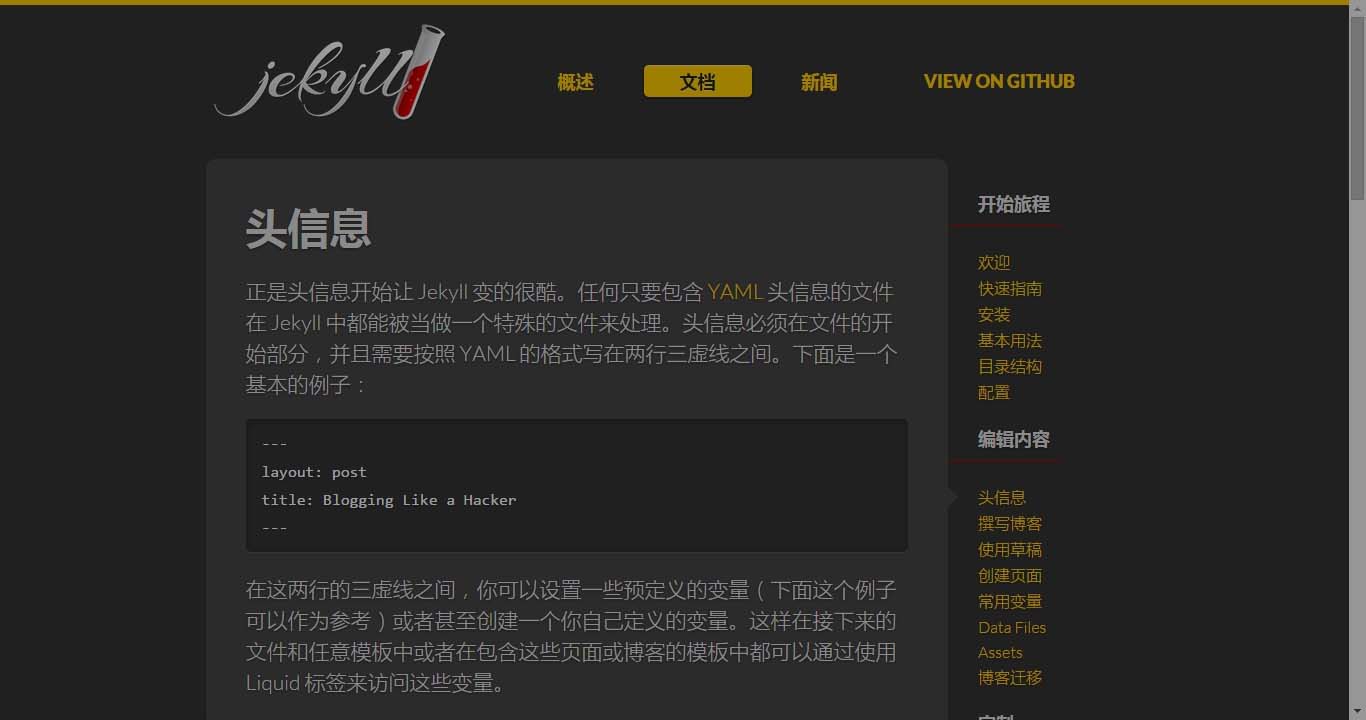 jekyll
概述
文档
新闻
VIEW ON GITHUB
头信息
正是头信息开始让 Jekyll 变的很酷。任何只要包含 YAML 头信息的文件
在 Jekyll 中都能被当做一个特殊的文件来处理。头信息必须在文件的开
始部分，并且需要按照 YAML 的格式写在两行三虚线之间。下面是一个
基本的例子：
---
layout: post
title: Blogging Like a Hacker
---
在这两行的三虚线之间，你可以设置一些预定义的变量（下面这个例子
可以作为参考）或者甚至创建一个你自己定义的变量。这样在接下来的
文件和任意模板中或者在包含这些页面或博客的模板中都可以通过使用
Liquid 标签来访问这些变量。
开始旅程
欢迎
快速指南
安装
基本用法
目录结构
配置
编辑内容
头信息
撰写博客
使用草稿
创建页面
常用变量
Data Files
Assets
博客迁移